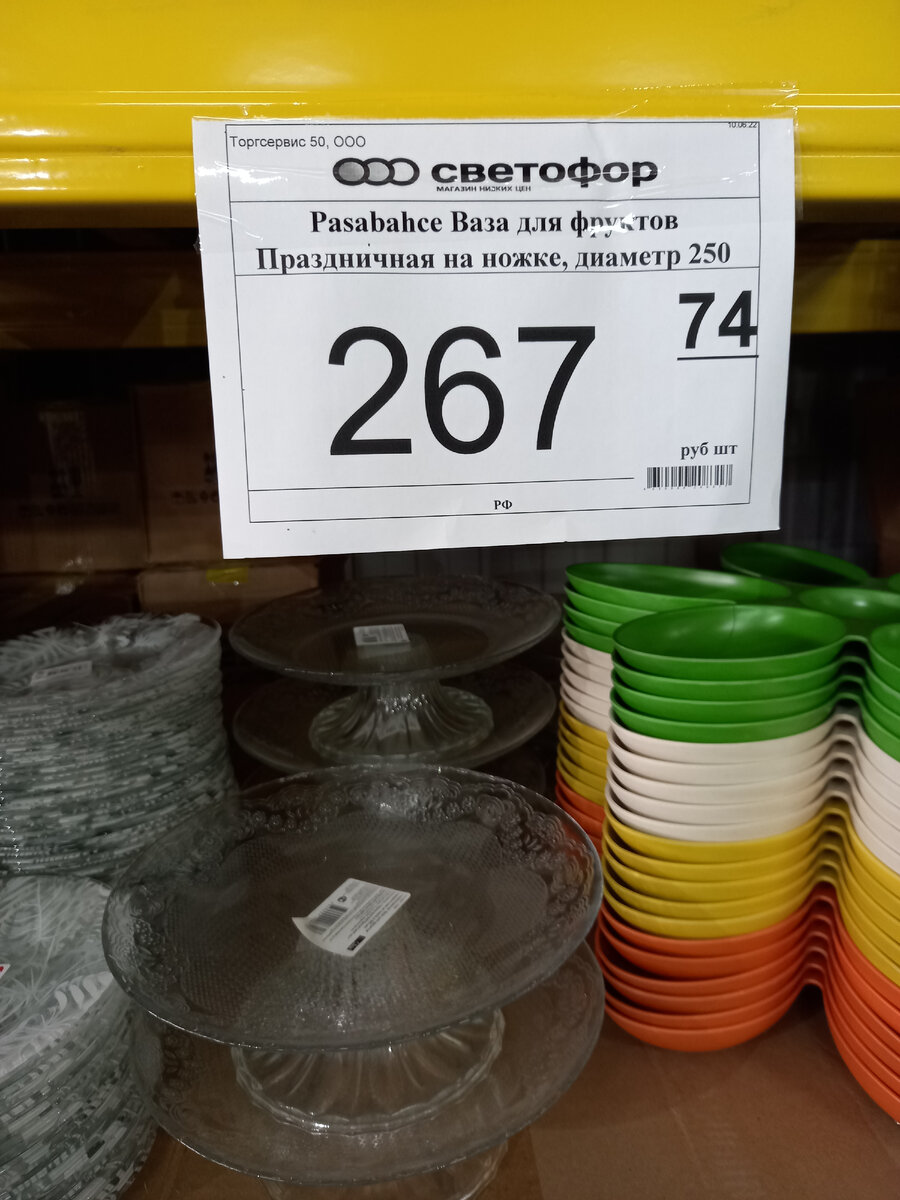 10.06.22
Торгсервис 50, ООО
светофор
МАГАЗИН НИЗКИХ ЦЕН
Pasabahce Ваза для фруктов
Праздничная на ножке, диаметр 250
267 74
руб шт
РФ